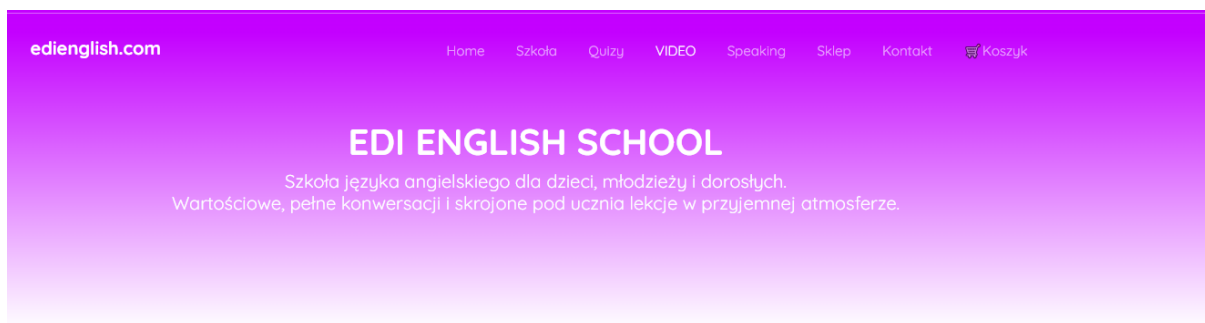 edienglish.com
Home Szkoła Quizy VIDEO Speaking Sklep Kontakt Koszyk
EDI ENGLISH SCHOOL
Szkoła języka angielskiego dla dzieci, młodzieży i dorosłych.
Wartościowe, pełne konwersacji i skrojone pod ucznia lekcje w przyjemnej atmosferze.